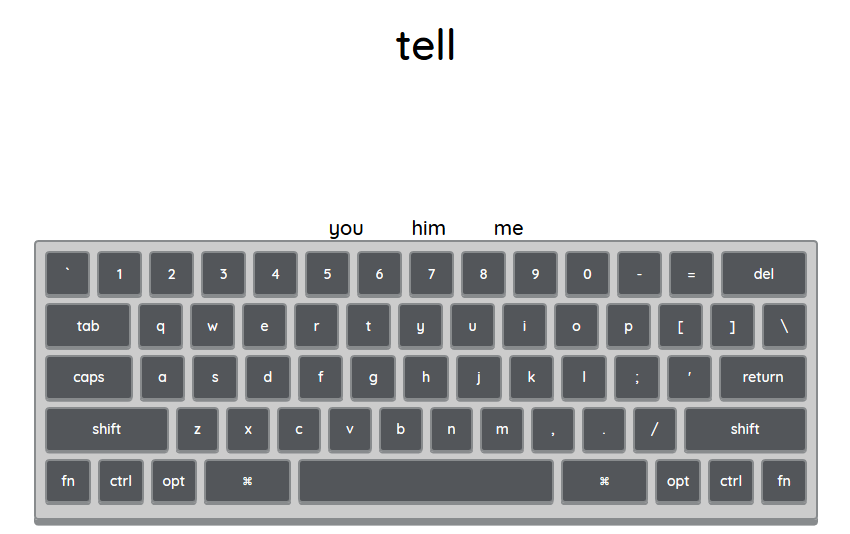 tell
you him me
` 1 2 3 4 5 6 7 8 9 0 - = del
tab q w e r t y u i o p [ ] \
caps a s d f g h j k l ; ' return
shift z x c v b n m , . / shift
fn ctrl opt ⌘ ⌘ opt ctrl fn